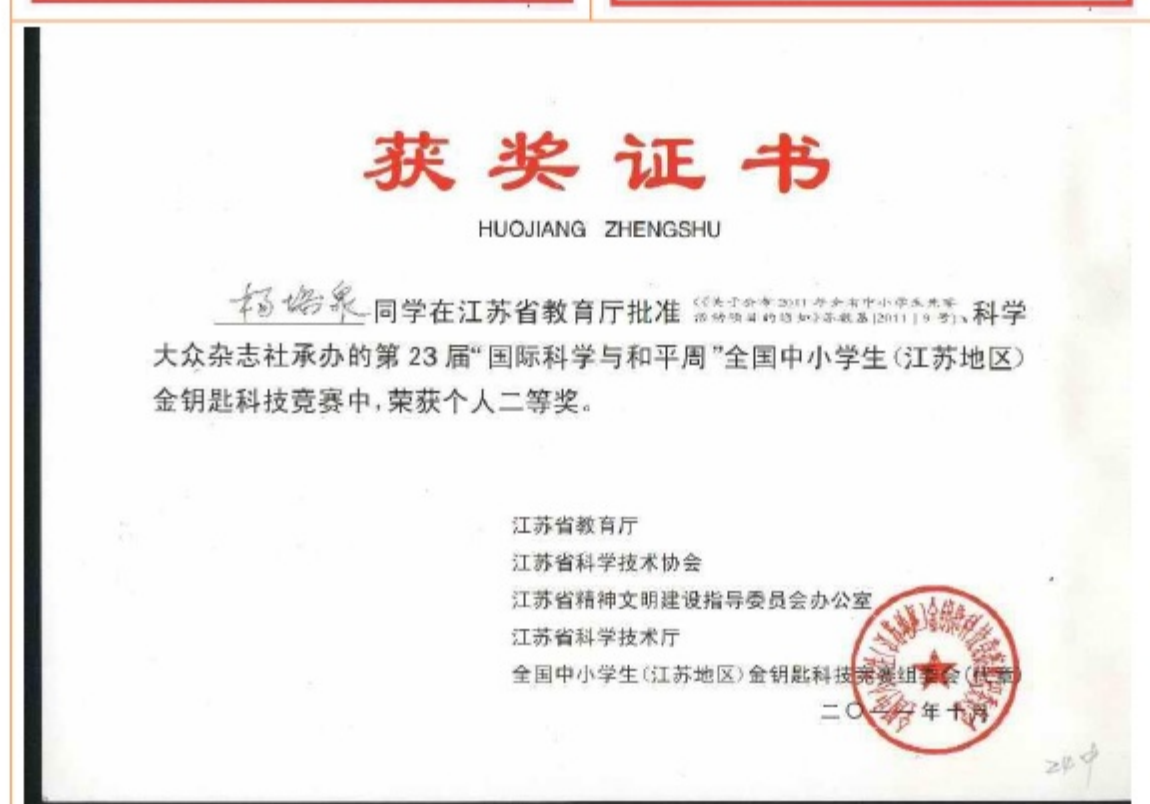 获奖证书
HUOJIANG ZHENGSHU
杨 泉同学在江苏省教育厅批准《《关于公布2011年全省中小学生竞赛活动项目的通知》苏教基[2011]9号》、科学
大众杂志社承办的第23届“国际科学与和平周”全国中小学生(江苏地区)
金钥匙科技竞赛中,荣获个人二等奖。
江苏省教育厅
江苏省科学技术协会
江苏省精神文明建设指导委员会办公室
江苏省科学技术厅
全国中小学生(江苏地区)金钥匙科技竞赛组委会(代章)
二〇一一年十月
24中